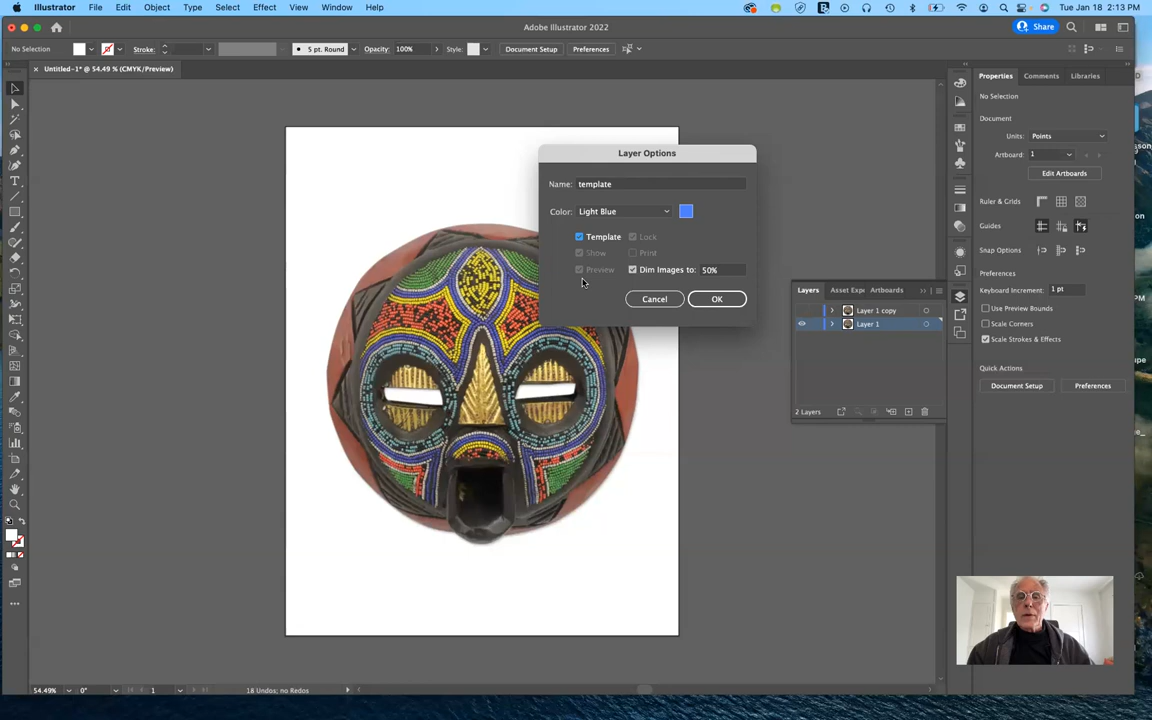 Illustrator File Edit Object Type Select Effect View Window Help Tue Jan 18 2:13 PM
Adobe Illustrator 2022 Share
No Selection Stroke: 5 pt. Round Opacity: 100% Style: Document Setup Preferences
× Untitled-1* @ 54.49 % (CMYK/Preview)
Properties Comments Libraries
No Selection
Document
Units: Points
Artboard: 1
Edit Artboards
Ruler & Grids
Guides
Snap Options
Preferences
Keyboard Increment: 1 pt
Use Preview Bounds
Scale Corners
Scale Strokes & Effects
Quick Actions
Document Setup Preferences
Layer Options
Name: template
Color: Light Blue
Template Lock
Show Print
Preview Dim Images to: 50%
Cancel OK
Layers Asset Exp Artboards
Layer 1 copy
Layer 1
2 Layers
54.49% 0° 1 18 Undos; no Redos